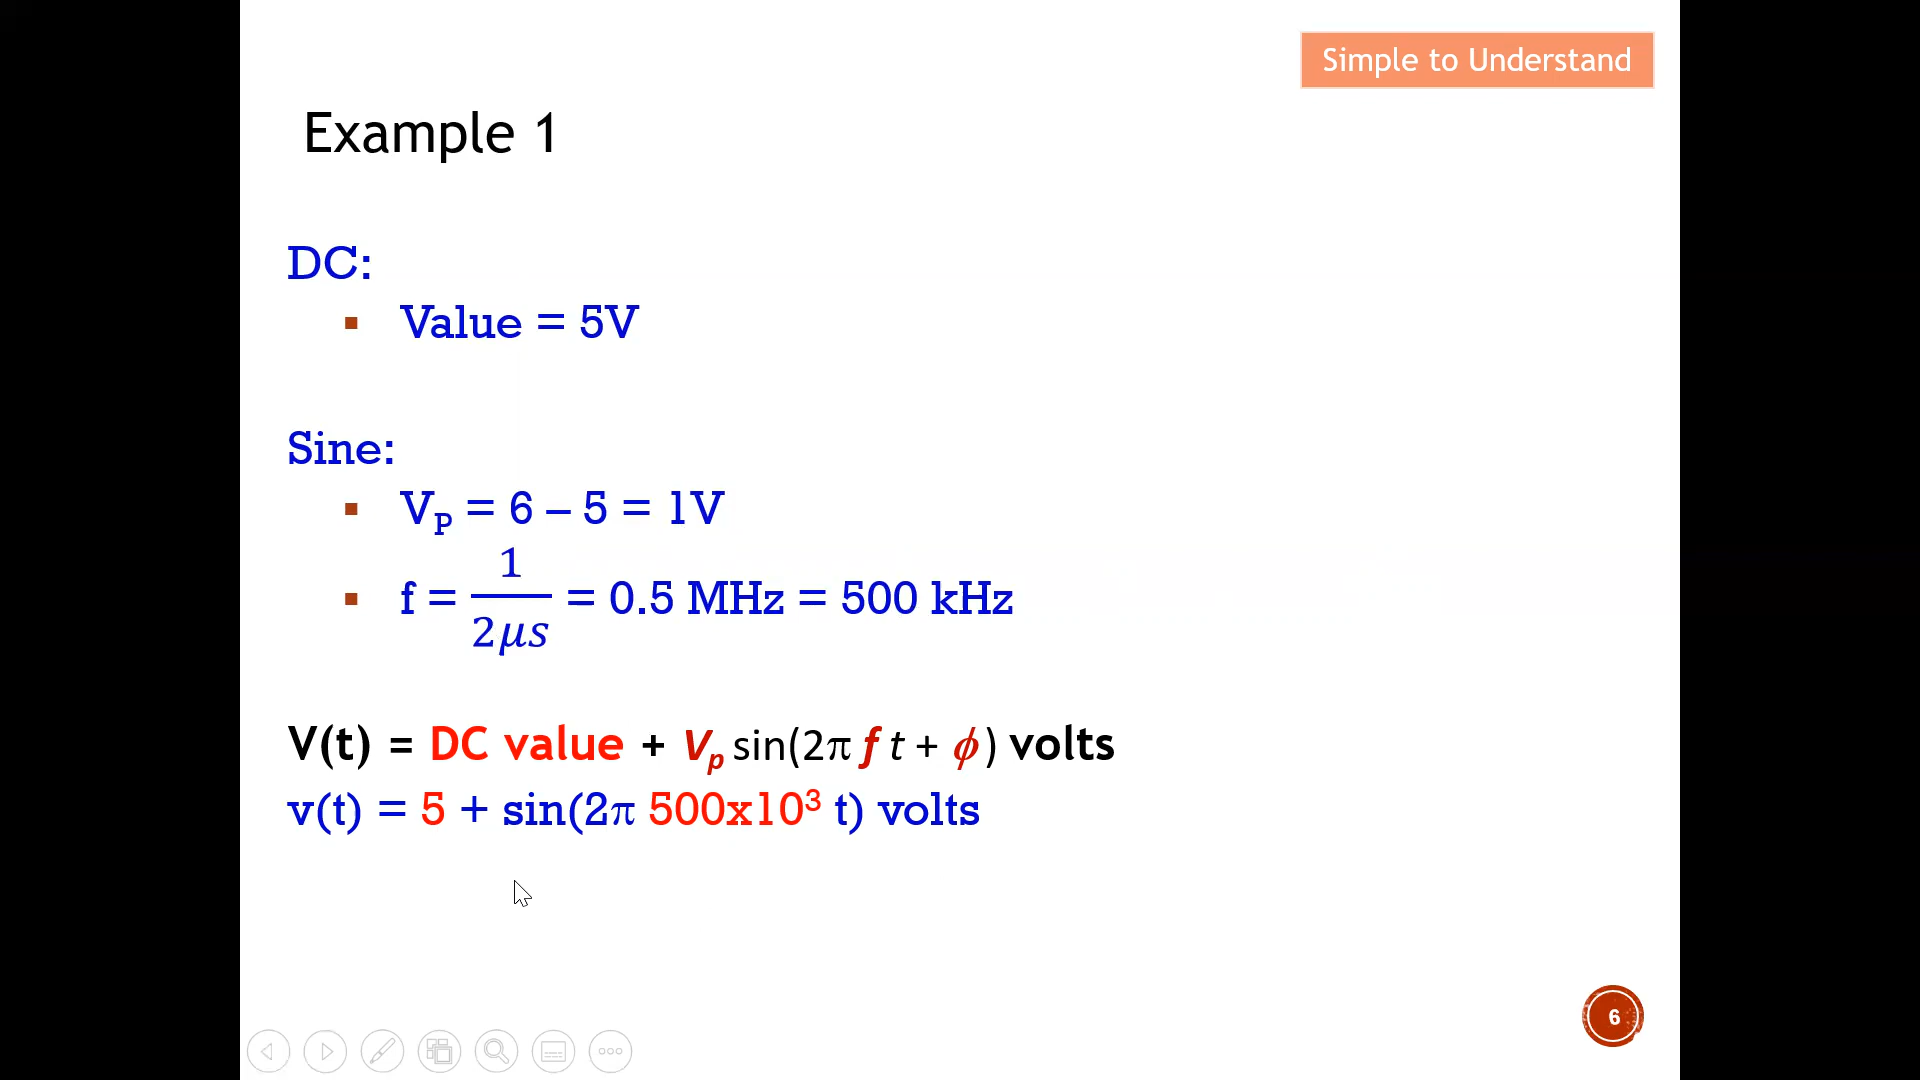 Simple to Understand
Example 1
DC:
▪ Value = 5V
Sine:
▪ V_P = 6 – 5 = 1V
▪ f = 1/2μs = 0.5 MHz = 500 kHz
V(t) = DC value + V_p sin(2π f t + ϕ) volts
v(t) = 5 + sin(2π 500x10³ t) volts
6